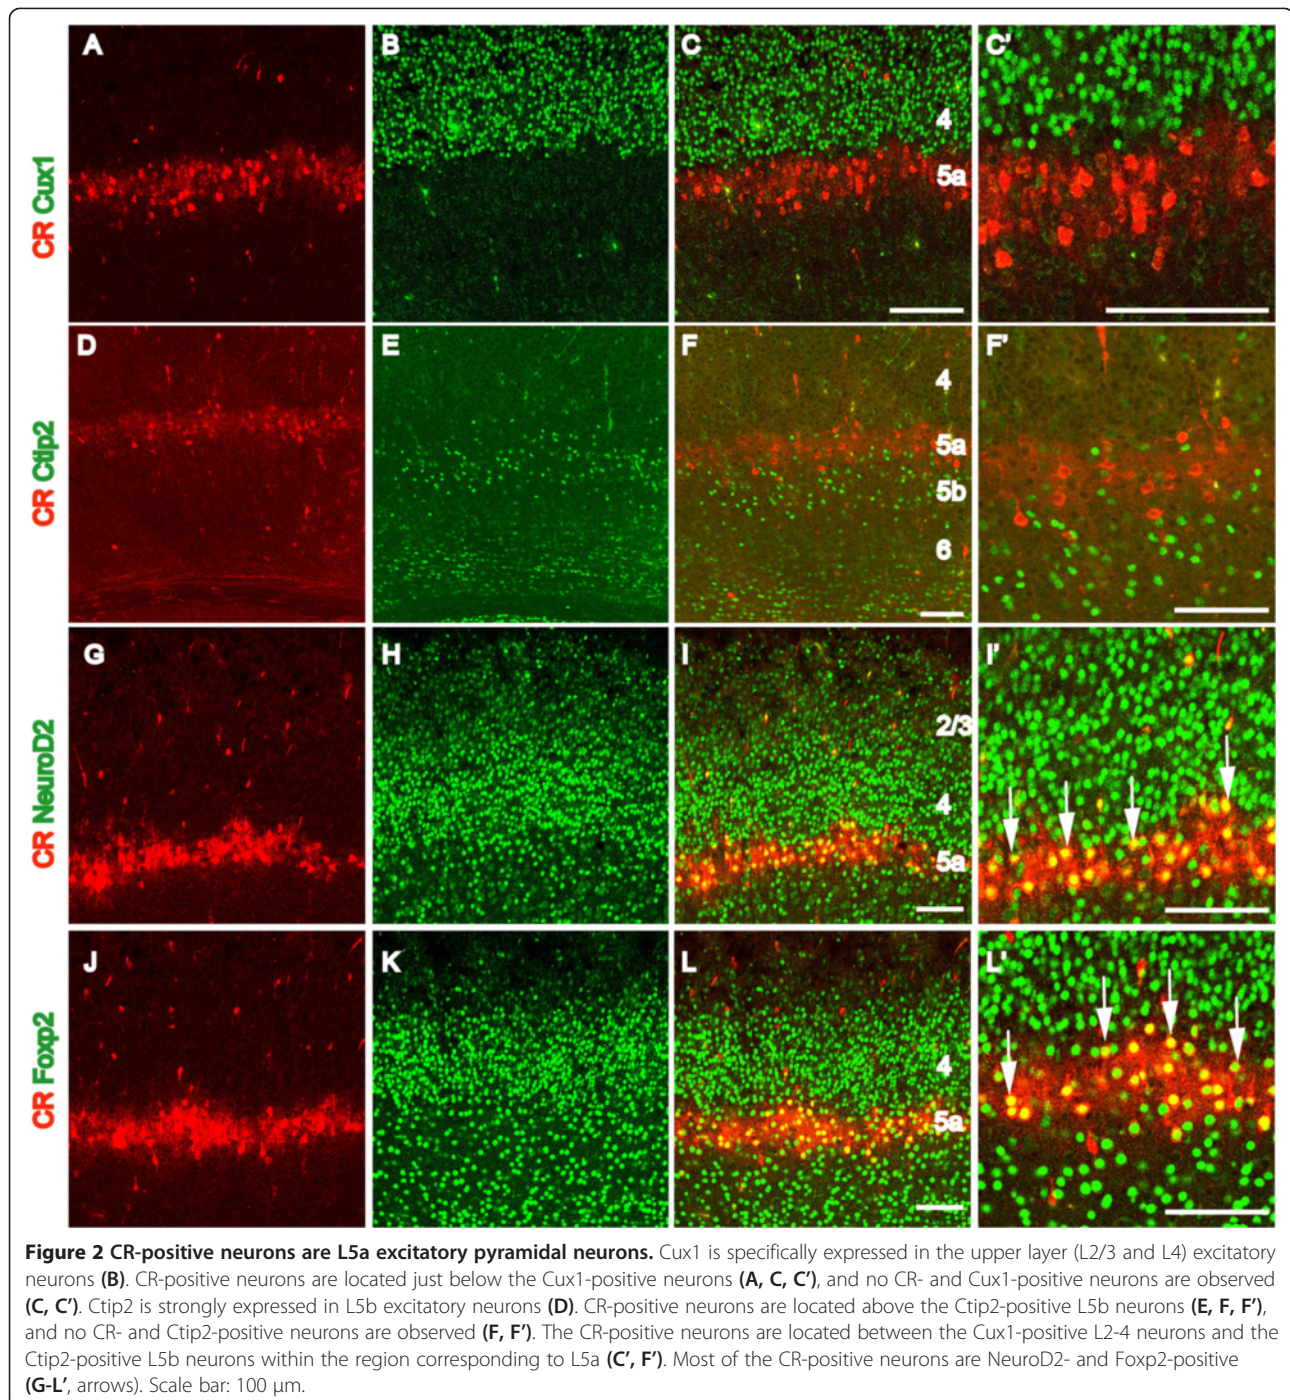 A B C C'
4
5a
CR Cux1
D E F F'
4
5a
5b
6
CR Ctip2
G H I I'
2/3
4
5a
CR NeuroD2
J K L L'
4
5a
CR Foxp2
Figure 2 CR-positive neurons are L5a excitatory pyramidal neurons. Cux1 is specifically expressed in the upper layer (L2/3 and L4) excitatory
neurons (B). CR-positive neurons are located just below the Cux1-positive neurons (A, C, C’), and no CR- and Cux1-positive neurons are observed
(C, C’). Ctip2 is strongly expressed in L5b excitatory neurons (D). CR-positive neurons are located above the Ctip2-positive L5b neurons (E, F, F’),
and no CR- and Ctip2-positive neurons are observed (F, F’). The CR-positive neurons are located between the Cux1-positive L2-4 neurons and the
Ctip2-positive L5b neurons within the region corresponding to L5a (C’, F’). Most of the CR-positive neurons are NeuroD2- and Foxp2-positive
(G-L’, arrows). Scale bar: 100 μm.